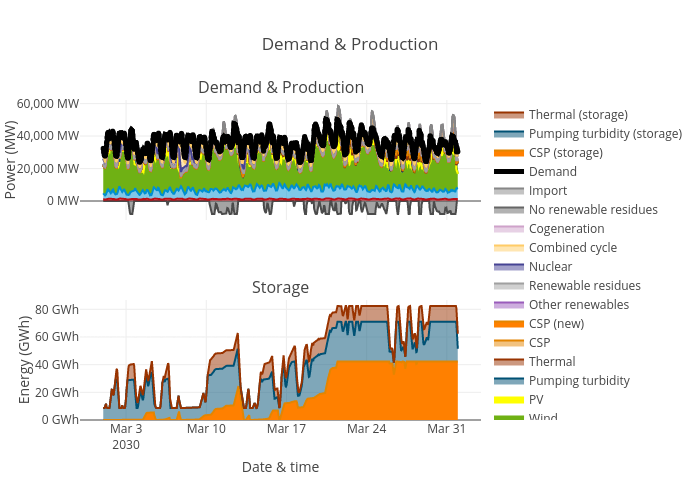 Demand & Production
Demand & Production
60,000 MW
40,000 MW
20,000 MW
0 MW
Power (MW)
Storage
80 GWh
60 GWh
40 GWh
20 GWh
0 GWh
Energy (GWh)
Mar 3
2030
Mar 10
Mar 17
Mar 24
Mar 31
Date & time
Thermal (storage)
Pumping turbidity (storage)
CSP (storage)
Demand
Import
No renewable residues
Cogeneration
Combined cycle
Nuclear
Renewable residues
Other renewables
CSP (new)
CSP
Thermal
Pumping turbidity
PV
Wind